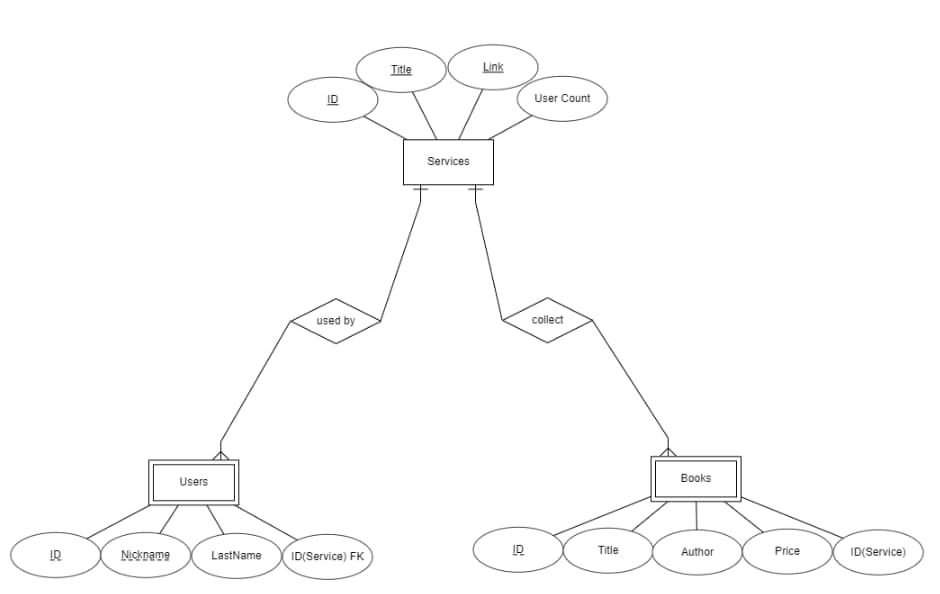 Title
Link
ID
User Count
Services
used by
collect
Users
Books
ID
Nickname
LastName
ID(Service) FK
ID
Title
Author
Price
ID(Service)